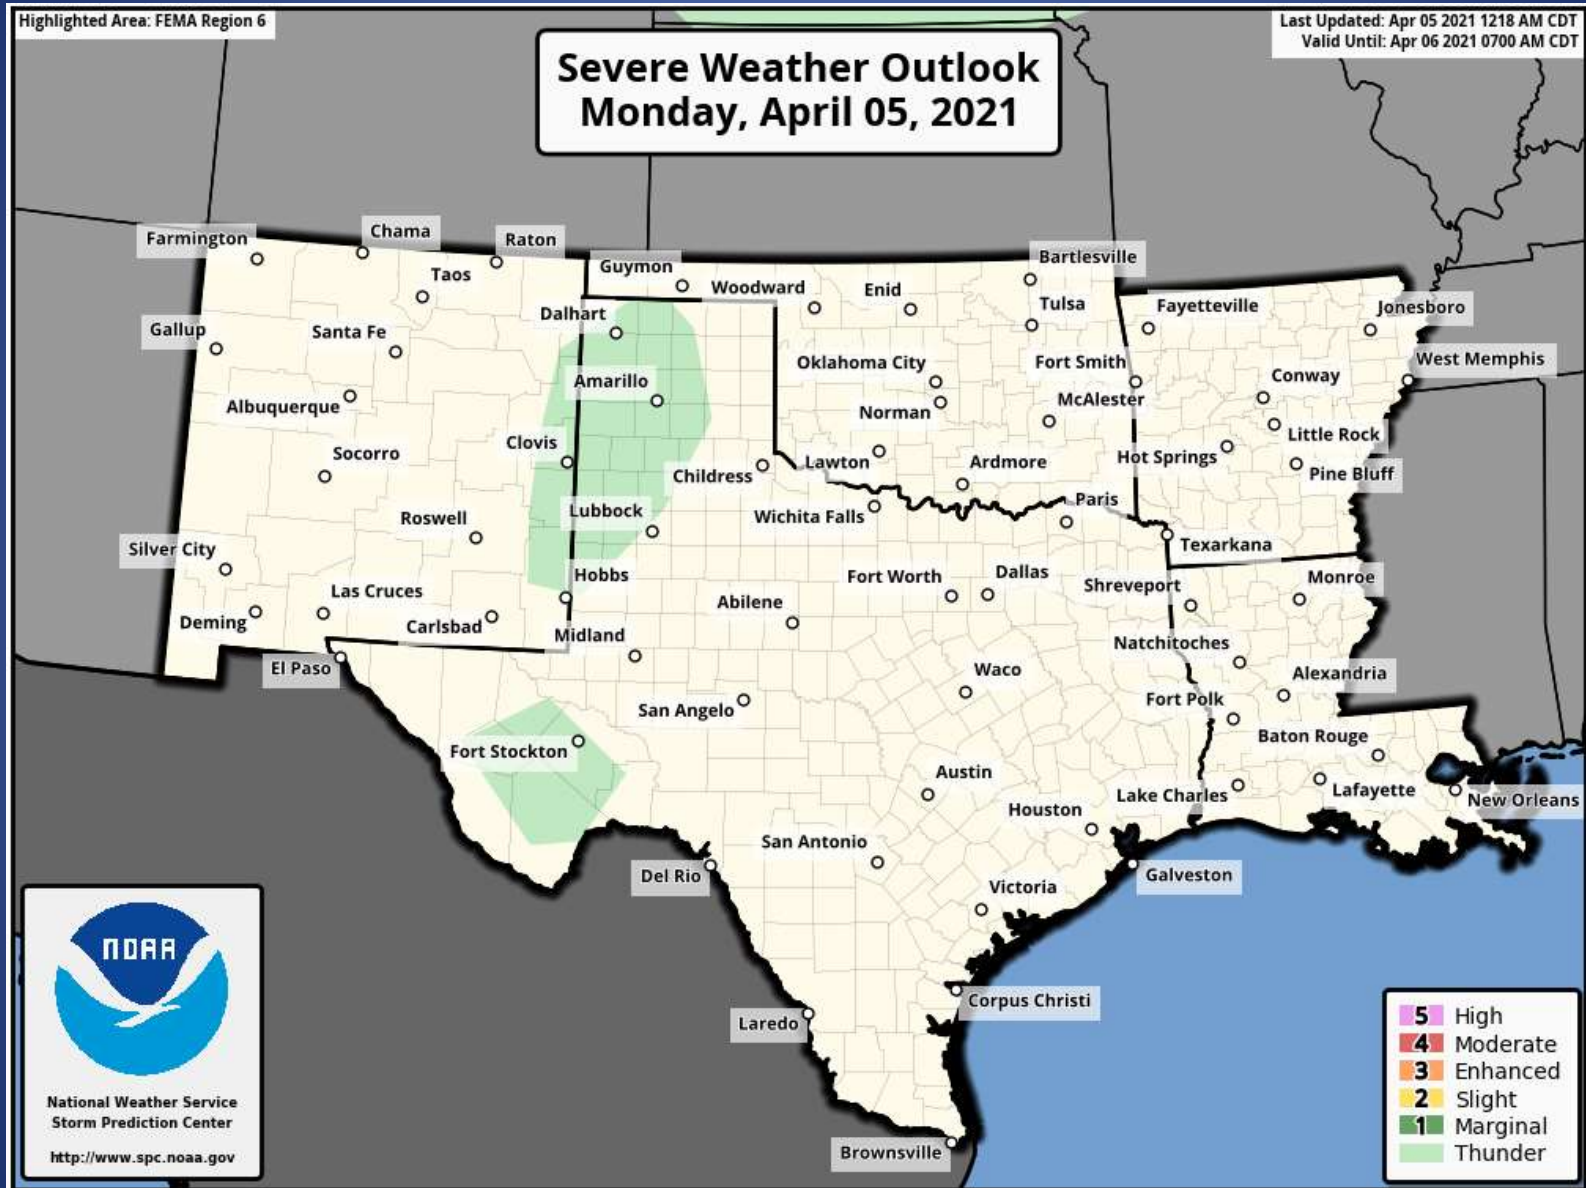 Highlighted Area: FEMA Region 6
Last Updated: Apr 05 2021 1218 AM CDT
Valid Until: Apr 06 2021 0700 AM CDT
Severe Weather Outlook
Monday, April 05, 2021
Farmington
Chama
Raton
Taos
Guymon
Woodward
Enid
Bartlesville
Tulsa
Fayetteville
Jonesboro
Gallup
Santa Fe
Dalhart
Oklahoma City
Fort Smith
West Memphis
Albuquerque
Amarillo
Norman
McAlester
Conway
Socorro
Clovis
Childress
Lawton
Ardmore
Hot Springs
Little Rock
Pine Bluff
Roswell
Lubbock
Wichita Falls
Paris
Texarkana
Silver City
Hobbs
Fort Worth
Dallas
Shreveport
Monroe
Deming
Las Cruces
Carlsbad
Midland
Abilene
Natchitoches
El Paso
San Angelo
Waco
Fort Polk
Alexandria
Fort Stockton
Baton Rouge
Austin
Houston
Lake Charles
Lafayette
New Orleans
San Antonio
Del Rio
Victoria
Galveston
Corpus Christi
Laredo
Brownsville
NOAA
National Weather Service
Storm Prediction Center
http://www.spc.noaa.gov
5 High
4 Moderate
3 Enhanced
2 Slight
1 Marginal
Thunder